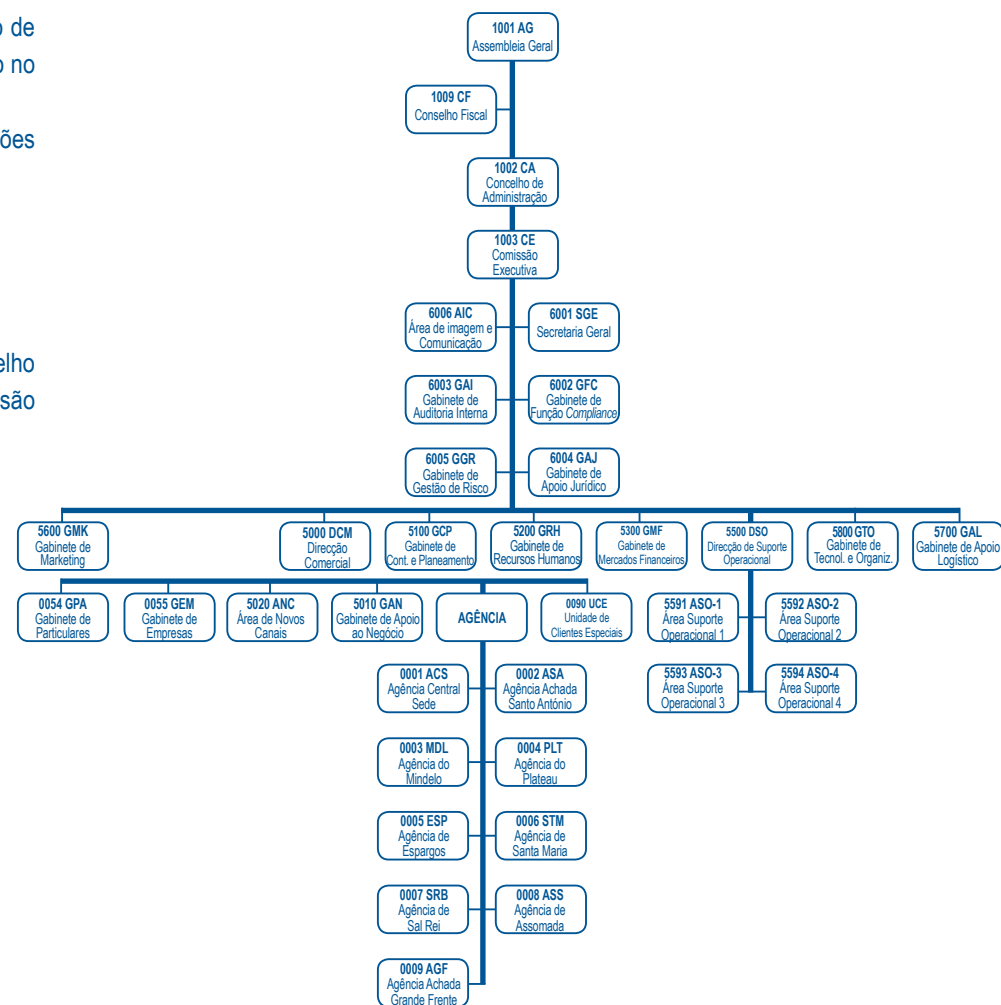 o de
o no
ões
elho
são
1001 AG
Assembleia Geral
1009 CF
Conselho Fiscal
1002 CA
Concelho de
Administração
1003 CE
Comissão
Executiva
6006 AIC
Área de imagem e
Comunicação
6001 SGE
Secretaria Geral
6003 GAI
Gabinete de
Auditoria Interna
6002 GFC
Gabinete de
Função Compliance
6005 GGR
Gabinete de
Gestão de Risco
6004 GAJ
Gabinete de
Apoio Jurídico
5600 GMK
Gabinete de
Marketing
5000 DCM
Direcção
Comercial
5100 GCP
Gabinete de
Cont. e Planeamento
5200 GRH
Gabinete de
Recursos Humanos
5300 GMF
Gabinete de
Mercados Financeiros
5500 DSO
Direcção de Suporte
Operacional
5800 GTO
Gabinete de
Tecnol. e Organiz.
5700 GAL
Gabinete de Apoio
Logístico
0054 GPA
Gabinete de
Particulares
0055 GEM
Gabinete de
Empresas
5020 ANC
Área de Novos
Canais
5010 GAN
Gabinete de Apoio
ao Negócio
AGÊNCIA
0090 UCE
Unidade de
Clientes Especiais
5591 ASO-1
Área Suporte
Operacional 1
5592 ASO-2
Área Suporte
Operacional 2
5593 ASO-3
Área Suporte
Operacional 3
5594 ASO-4
Área Suporte
Operacional 4
0001 ACS
Agência Central
Sede
0002 ASA
Agência Achada
Santo António
0003 MDL
Agência do
Mindelo
0004 PLT
Agência do
Plateau
0005 ESP
Agência de
Espargos
0006 STM
Agência de
Santa Maria
0007 SRB
Agência de
Sal Rei
0008 ASS
Agência de
Assomada
0009 AGF
Agência Achada
Grande Frente